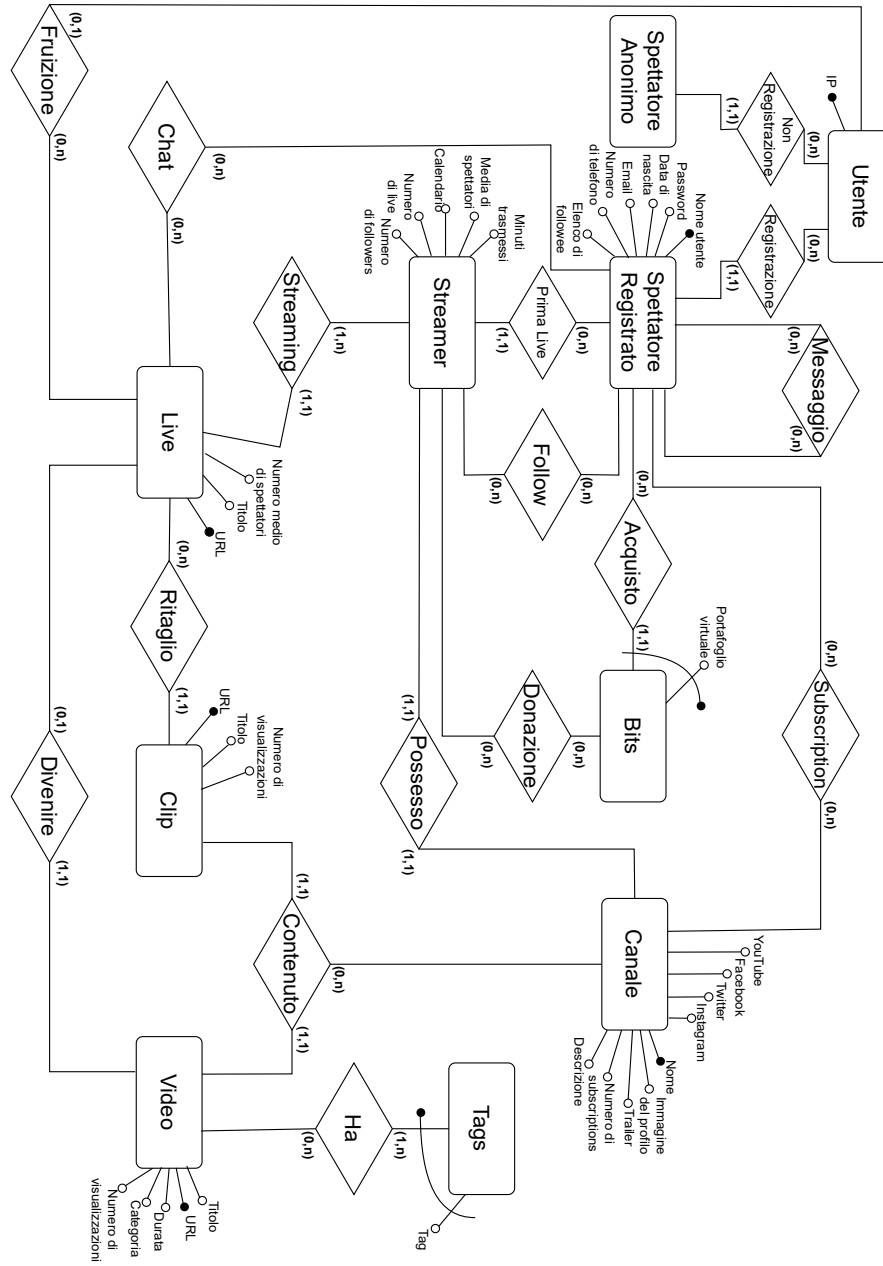 Utente
IP
(0,n)
(0,n)
Non
Registrazione
Registrazione
(1,1)
(1,1)
Spettatore
Anonimo
Spettatore
Registrato
Nome utente
Password
Data di
nascita
Email
Numero
di telefono
Elenco di
followee
(0,n)
Messaggio
(0,n)
(0,n)
Subscription
(0,n)
(0,n)
Acquisto
(1,1)
Portafoglio
virtuale
Bits
(0,n)
Donazione
(0,n)
(0,n)
Follow
(0,n)
(0,n)
Prima Live
(1,1)
Streamer
Minuti
trasmessi
Media di
spettatori
Calendario
Numero
di live
Numero
di followers
(1,1)
Possesso
(1,1)
Canale
YouTube
Facebook
Twitter
Instagram
Nome
Immagine
del profilo
Trailer
Numero di
subscriptions
Descrizione
(0,n)
Contenuto
(1,1)
(1,1)
Tags
Tag
(1,n)
Ha
(0,n)
Video
Titolo
URL
Durata
Categoria
Numero di
visualizzazioni
(1,n)
Streaming
(1,1)
Live
Numero medio
di spettatori
Titolo
URL
(0,n)
Ritaglio
(1,1)
Clip
URL
Titolo
Numero di
visualizzazioni
(0,n)
Chat
(0,n)
(0,1)
Fruizione
(0,n)
(0,1)
Divenire
(1,1)